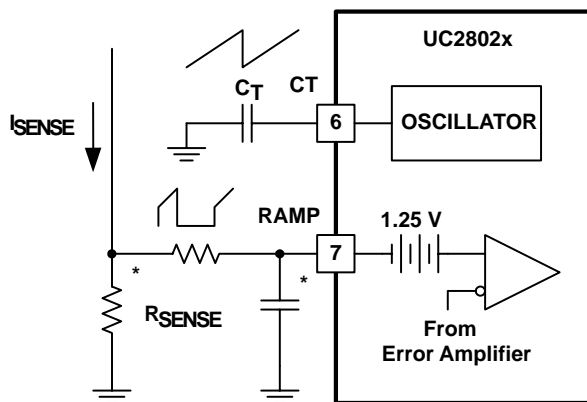 UC2802x
CT
CT
6
OSCILLATOR
ISENSE
RAMP
7
1.25 V
*
*
RSENSE
From
Error Amplifier